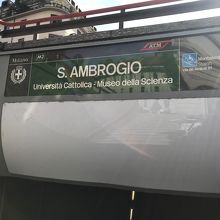 Milano M2 ATM
S. AMBROGIO
Università Cattolica - Museo della Scienza